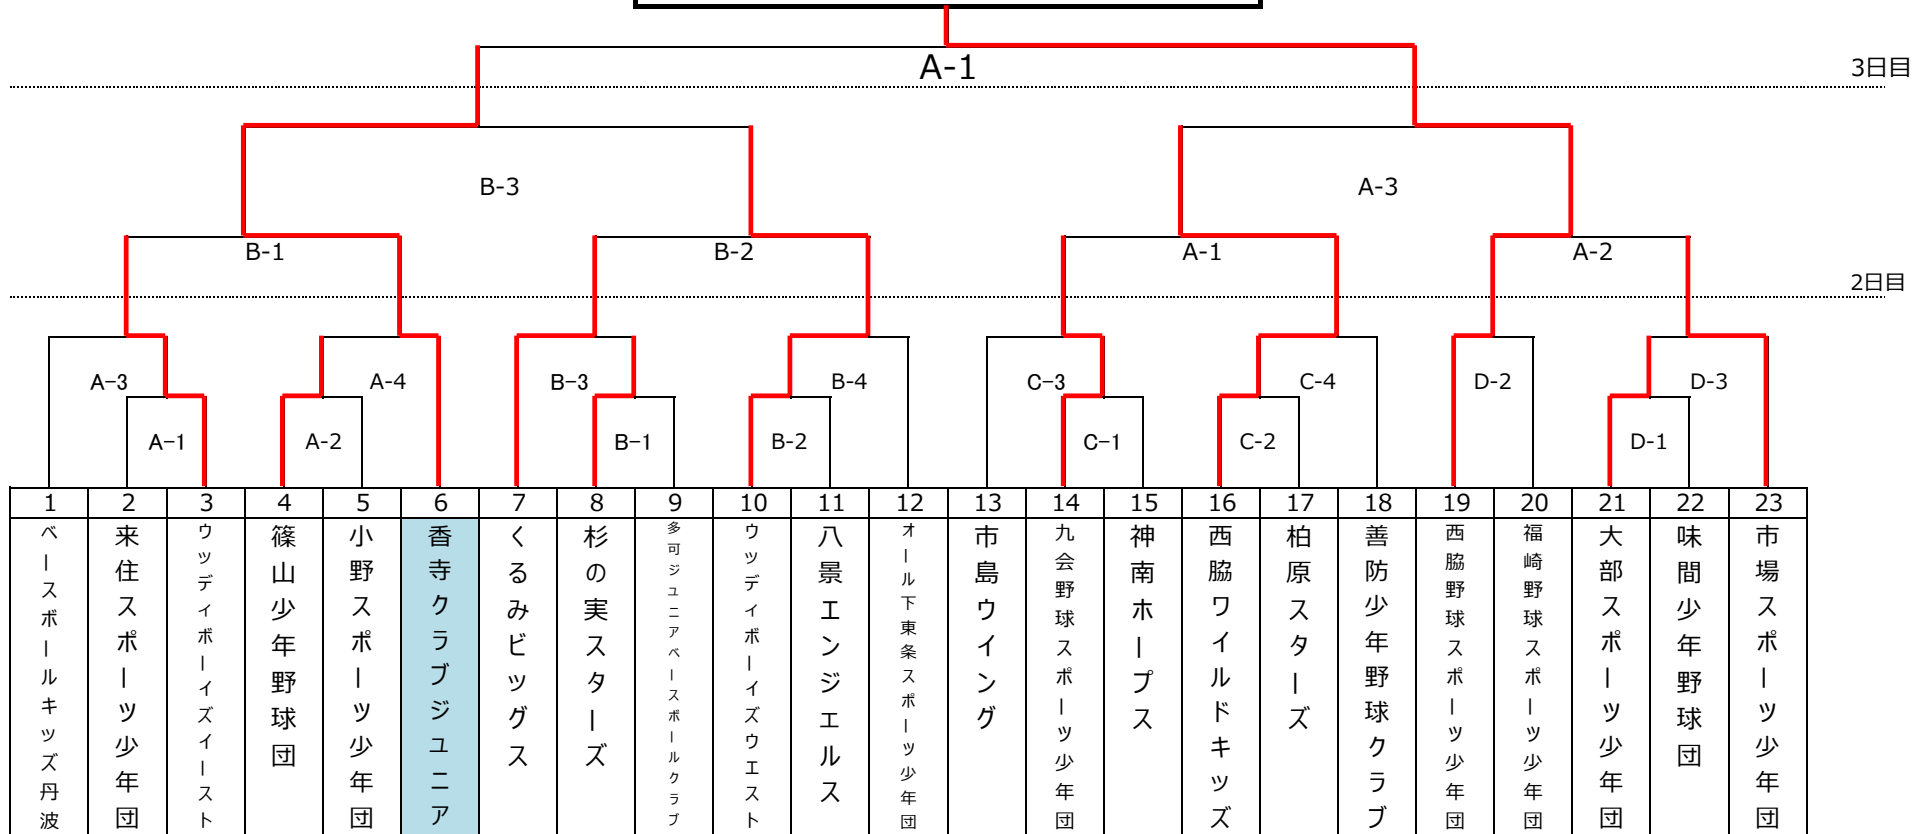 A-1
3日目
B-3
A-3
B-1
B-2
A-1
A-2
2日目
A-3
A-4
B-3
B-4
C-3
C-4
D-2
D-3
A-1
A-2
B-1
B-2
C-1
C-2
D-1
1 2 3 4 5 6 7 8 9 10 11 12 13 14 15 16 17 18 19 20 21 22 23
ベースボールキッズ丹波
来住スポーツ少年団
ウッディボーイズイースト
篠山少年野球団
小野スポーツ少年団
香寺クラブジュニア
くるみビッグス
杉の実スターズ
多可ジュニアベースボールクラブ
ウッディボーイズウエスト
八景エンジェルス
オール下東条スポーツ少年団
市島ウイング
九会野球スポーツ少年団
神南ホープス
西脇ワイルドキッズ
柏原スターズ
善防少年野球クラブ
西脇野球スポーツ少年団
福崎野球スポーツ少年団
大部スポーツ少年団
味間少年野球団
市場スポーツ少年団